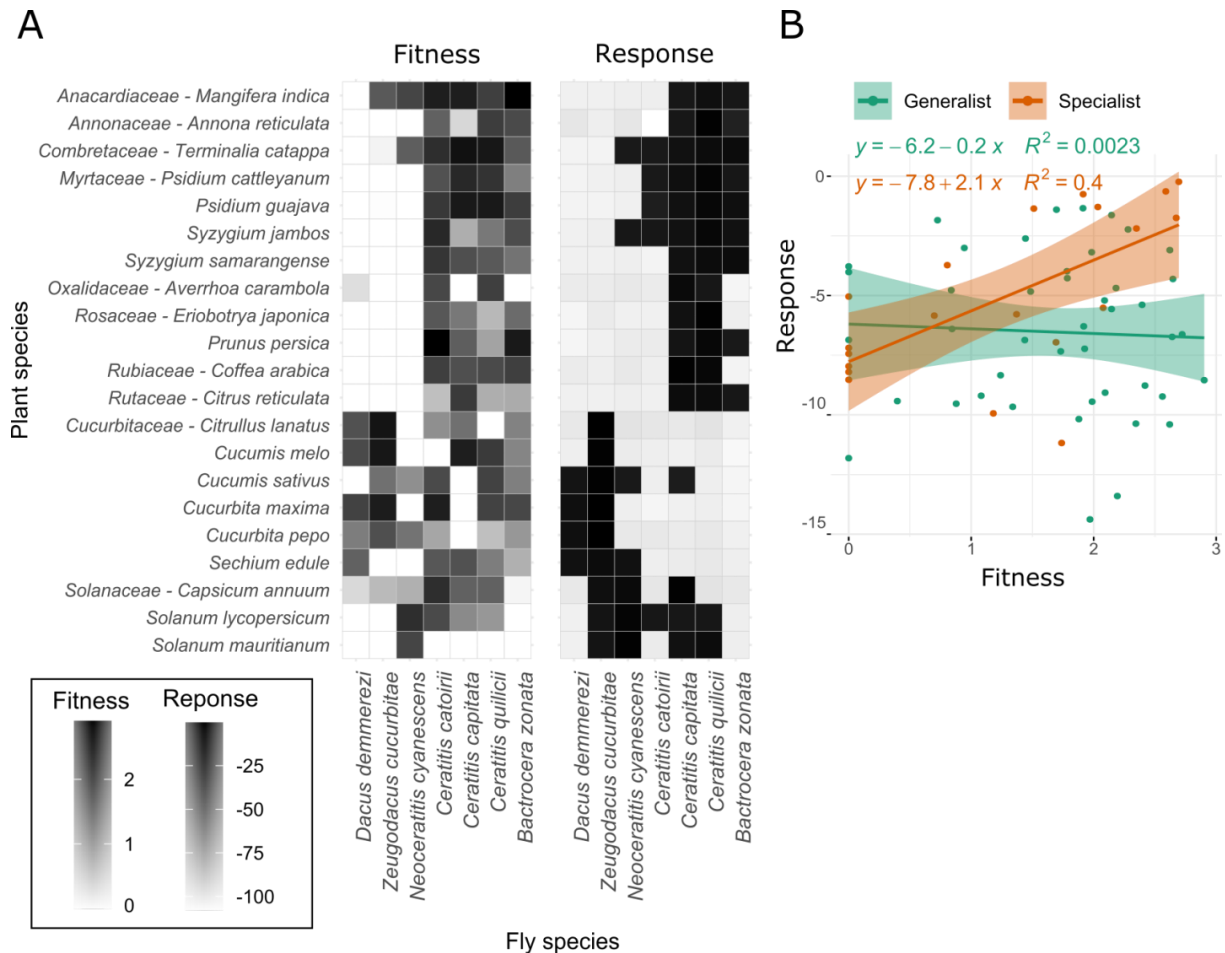 A
Fitness
Response
Plant species
Anacardiaceae - Mangifera indica
Annonaceae - Annona reticulata
Combretaceae - Terminalia catappa
Myrtaceae - Psidium cattleyanum
Psidium guajava
Syzygium jambos
Syzygium samarangense
Oxalidaceae - Averrhoa carambola
Rosaceae - Eriobotrya japonica
Prunus persica
Rubiaceae - Coffea arabica
Rutaceae - Citrus reticulata
Cucurbitaceae - Citrullus lanatus
Cucumis melo
Cucumis sativus
Cucurbita maxima
Cucurbita pepo
Sechium edule
Solanaceae - Capsicum annuum
Solanum lycopersicum
Solanum mauritianum
Dacus demmerezi
Zeugodacus cucurbitae
Neoceratitis cyanescens
Ceratitis catoirii
Ceratitis capitata
Ceratitis quilicii
Bactrocera zonata
Dacus demmerezi
Zeugodacus cucurbitae
Neoceratitis cyanescens
Ceratitis catoirii
Ceratitis capitata
Ceratitis quilicii
Bactrocera zonata
Fly species
Fitness
2
1
0
Reponse
-25
-50
-75
-100
B
Generalist
Specialist
y = −6.2 − 0.2 x R² = 0.0023
y = −7.8 + 2.1 x R² = 0.4
Response
0
-5
-10
-15
0
1
2
3
Fitness